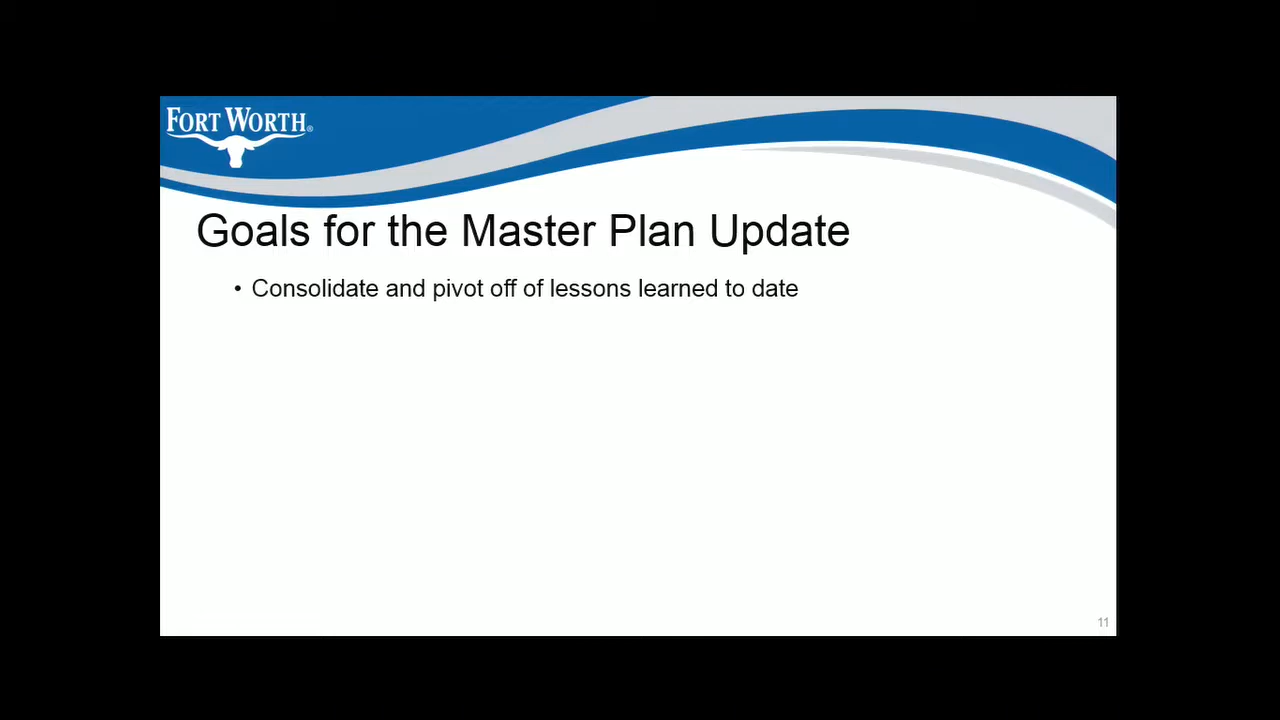 FORT WORTH®
Goals for the Master Plan Update
• Consolidate and pivot off of lessons learned to date
11